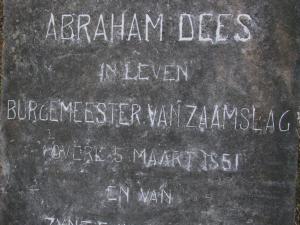 ABRAHAM DEES
IN LEVEN
BURGEMEESTER VAN ZAAMSLAG
5 MAART 1851
EN VAN